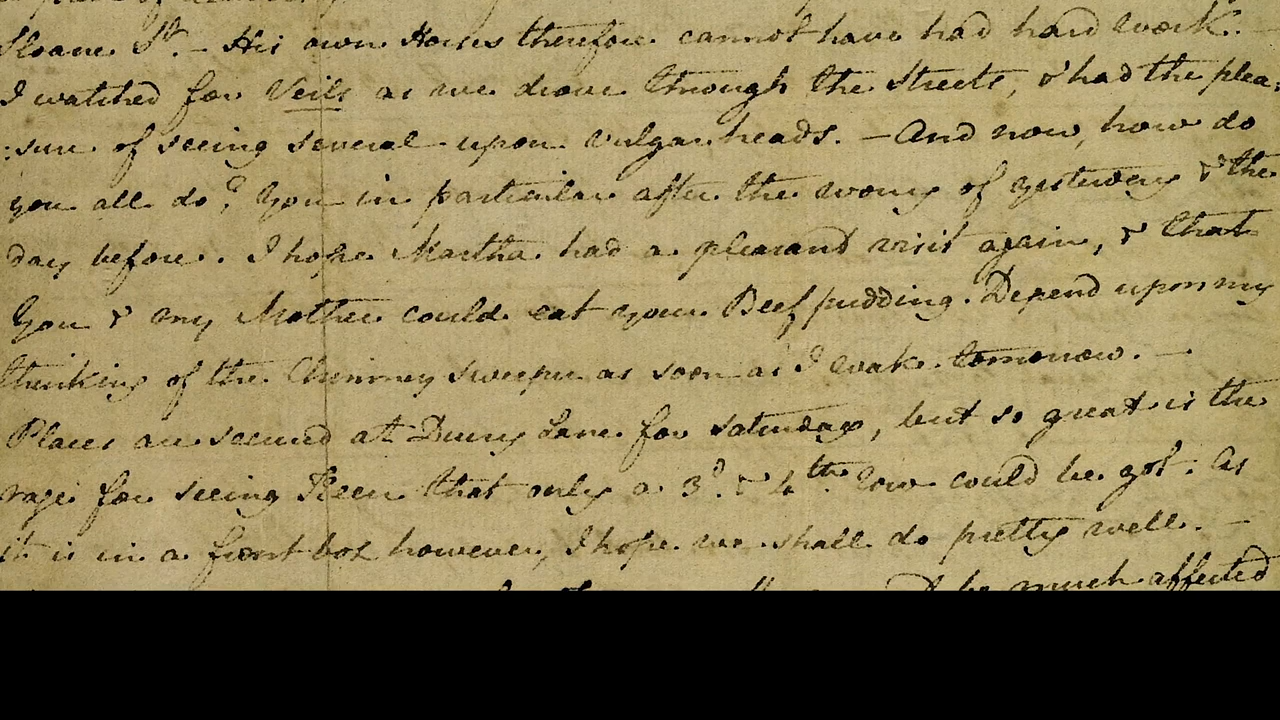 Sloane St. – His own Horses therefore cannot have had hard work. –
I watched for Veils as we drove through the Streets, & had the plea:
:sure of seeing several upon vulgar heads. – And now, how do
you all do? You in particular after the worry of yesterday & the
day before. I hope Martha had a pleasant visit again, & that
You & my Mother could eat your Beef pudding. Depend upon my
thinking of the Chimney Sweeper as soon as I wake tomorrow. –
Places are secured at Drury Lane for Saturday, but so great is the
rage for seeing Keen that only a 3d. & 4th row could be got. As
it is in a front box however, I hope we shall do pretty well. –
be much affected